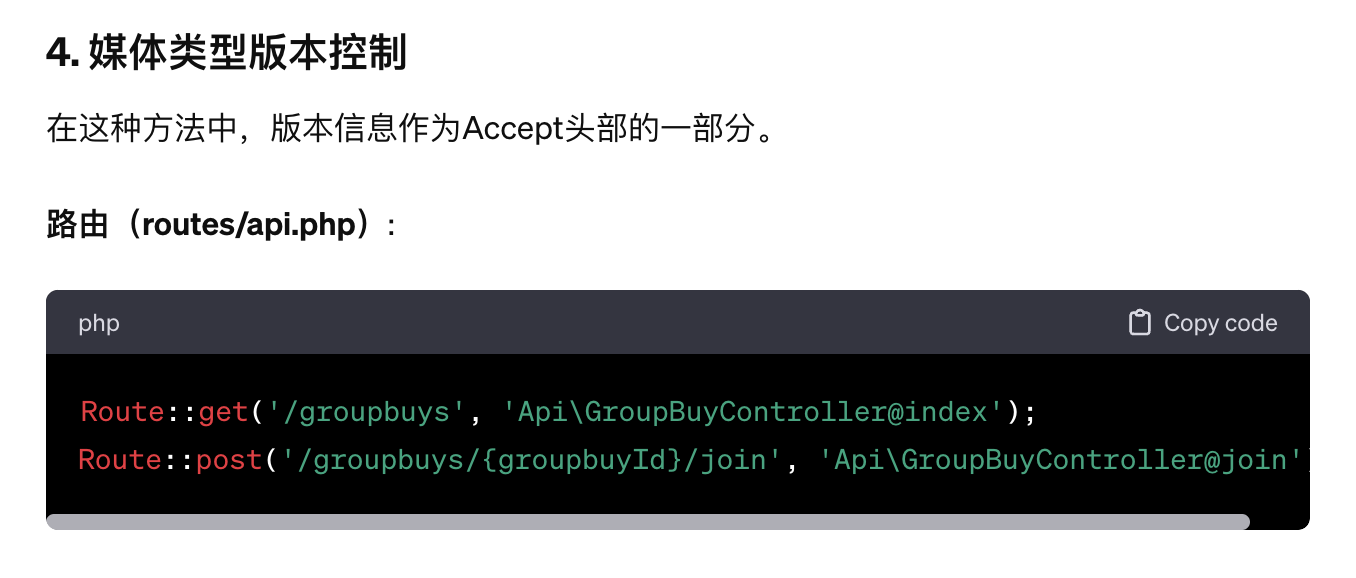 4. 媒体类型版本控制
在这种方法中，版本信息作为Accept头部的一部分。
路由（routes/api.php）:
php
Copy code
Route::get('/groupbuys', 'Api\GroupBuyController@index');
Route::post('/groupbuys/{groupbuyId}/join', 'Api\GroupBuyController@join'